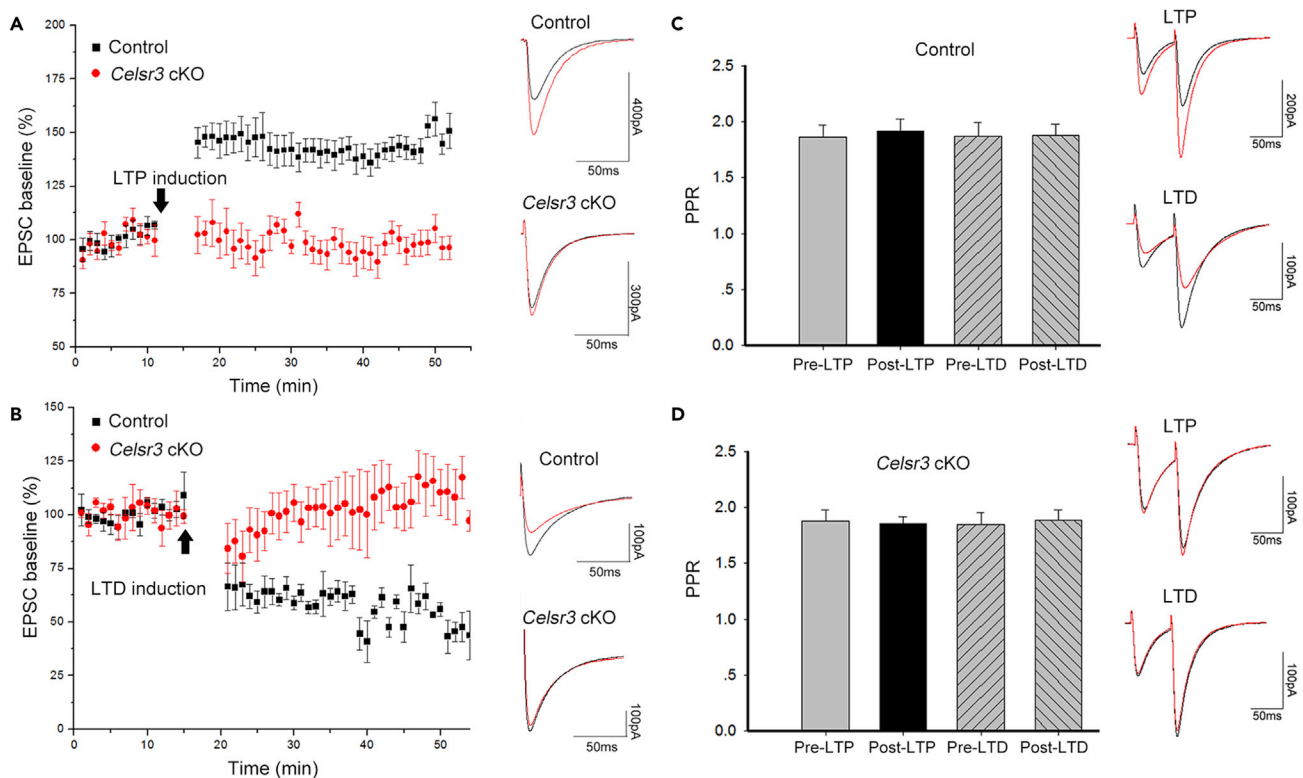 A
200
175
150
125
100
75
50
EPSC baseline (%)
Control
Celsr3 cKO
LTP induction
0
10
20
30
40
50
Time (min)
Control
400pA
50ms
Celsr3 cKO
300pA
50ms
B
150
125
100
75
50
25
0
EPSC baseline (%)
Control
Celsr3 cKO
LTD induction
0
10
20
30
40
50
Time (min)
Control
100pA
50ms
Celsr3 cKO
100pA
50ms
C
Control
2.5
2.0
1.5
1.0
.5
0.0
PPR
Pre-LTP
Post-LTP
Pre-LTD
Post-LTD
LTP
200pA
50ms
LTD
100pA
50ms
D
Celsr3 cKO
2.5
2.0
1.5
1.0
.5
0.0
PPR
Pre-LTP
Post-LTP
Pre-LTD
Post-LTD
LTP
100pA
50ms
LTD
100pA
50ms